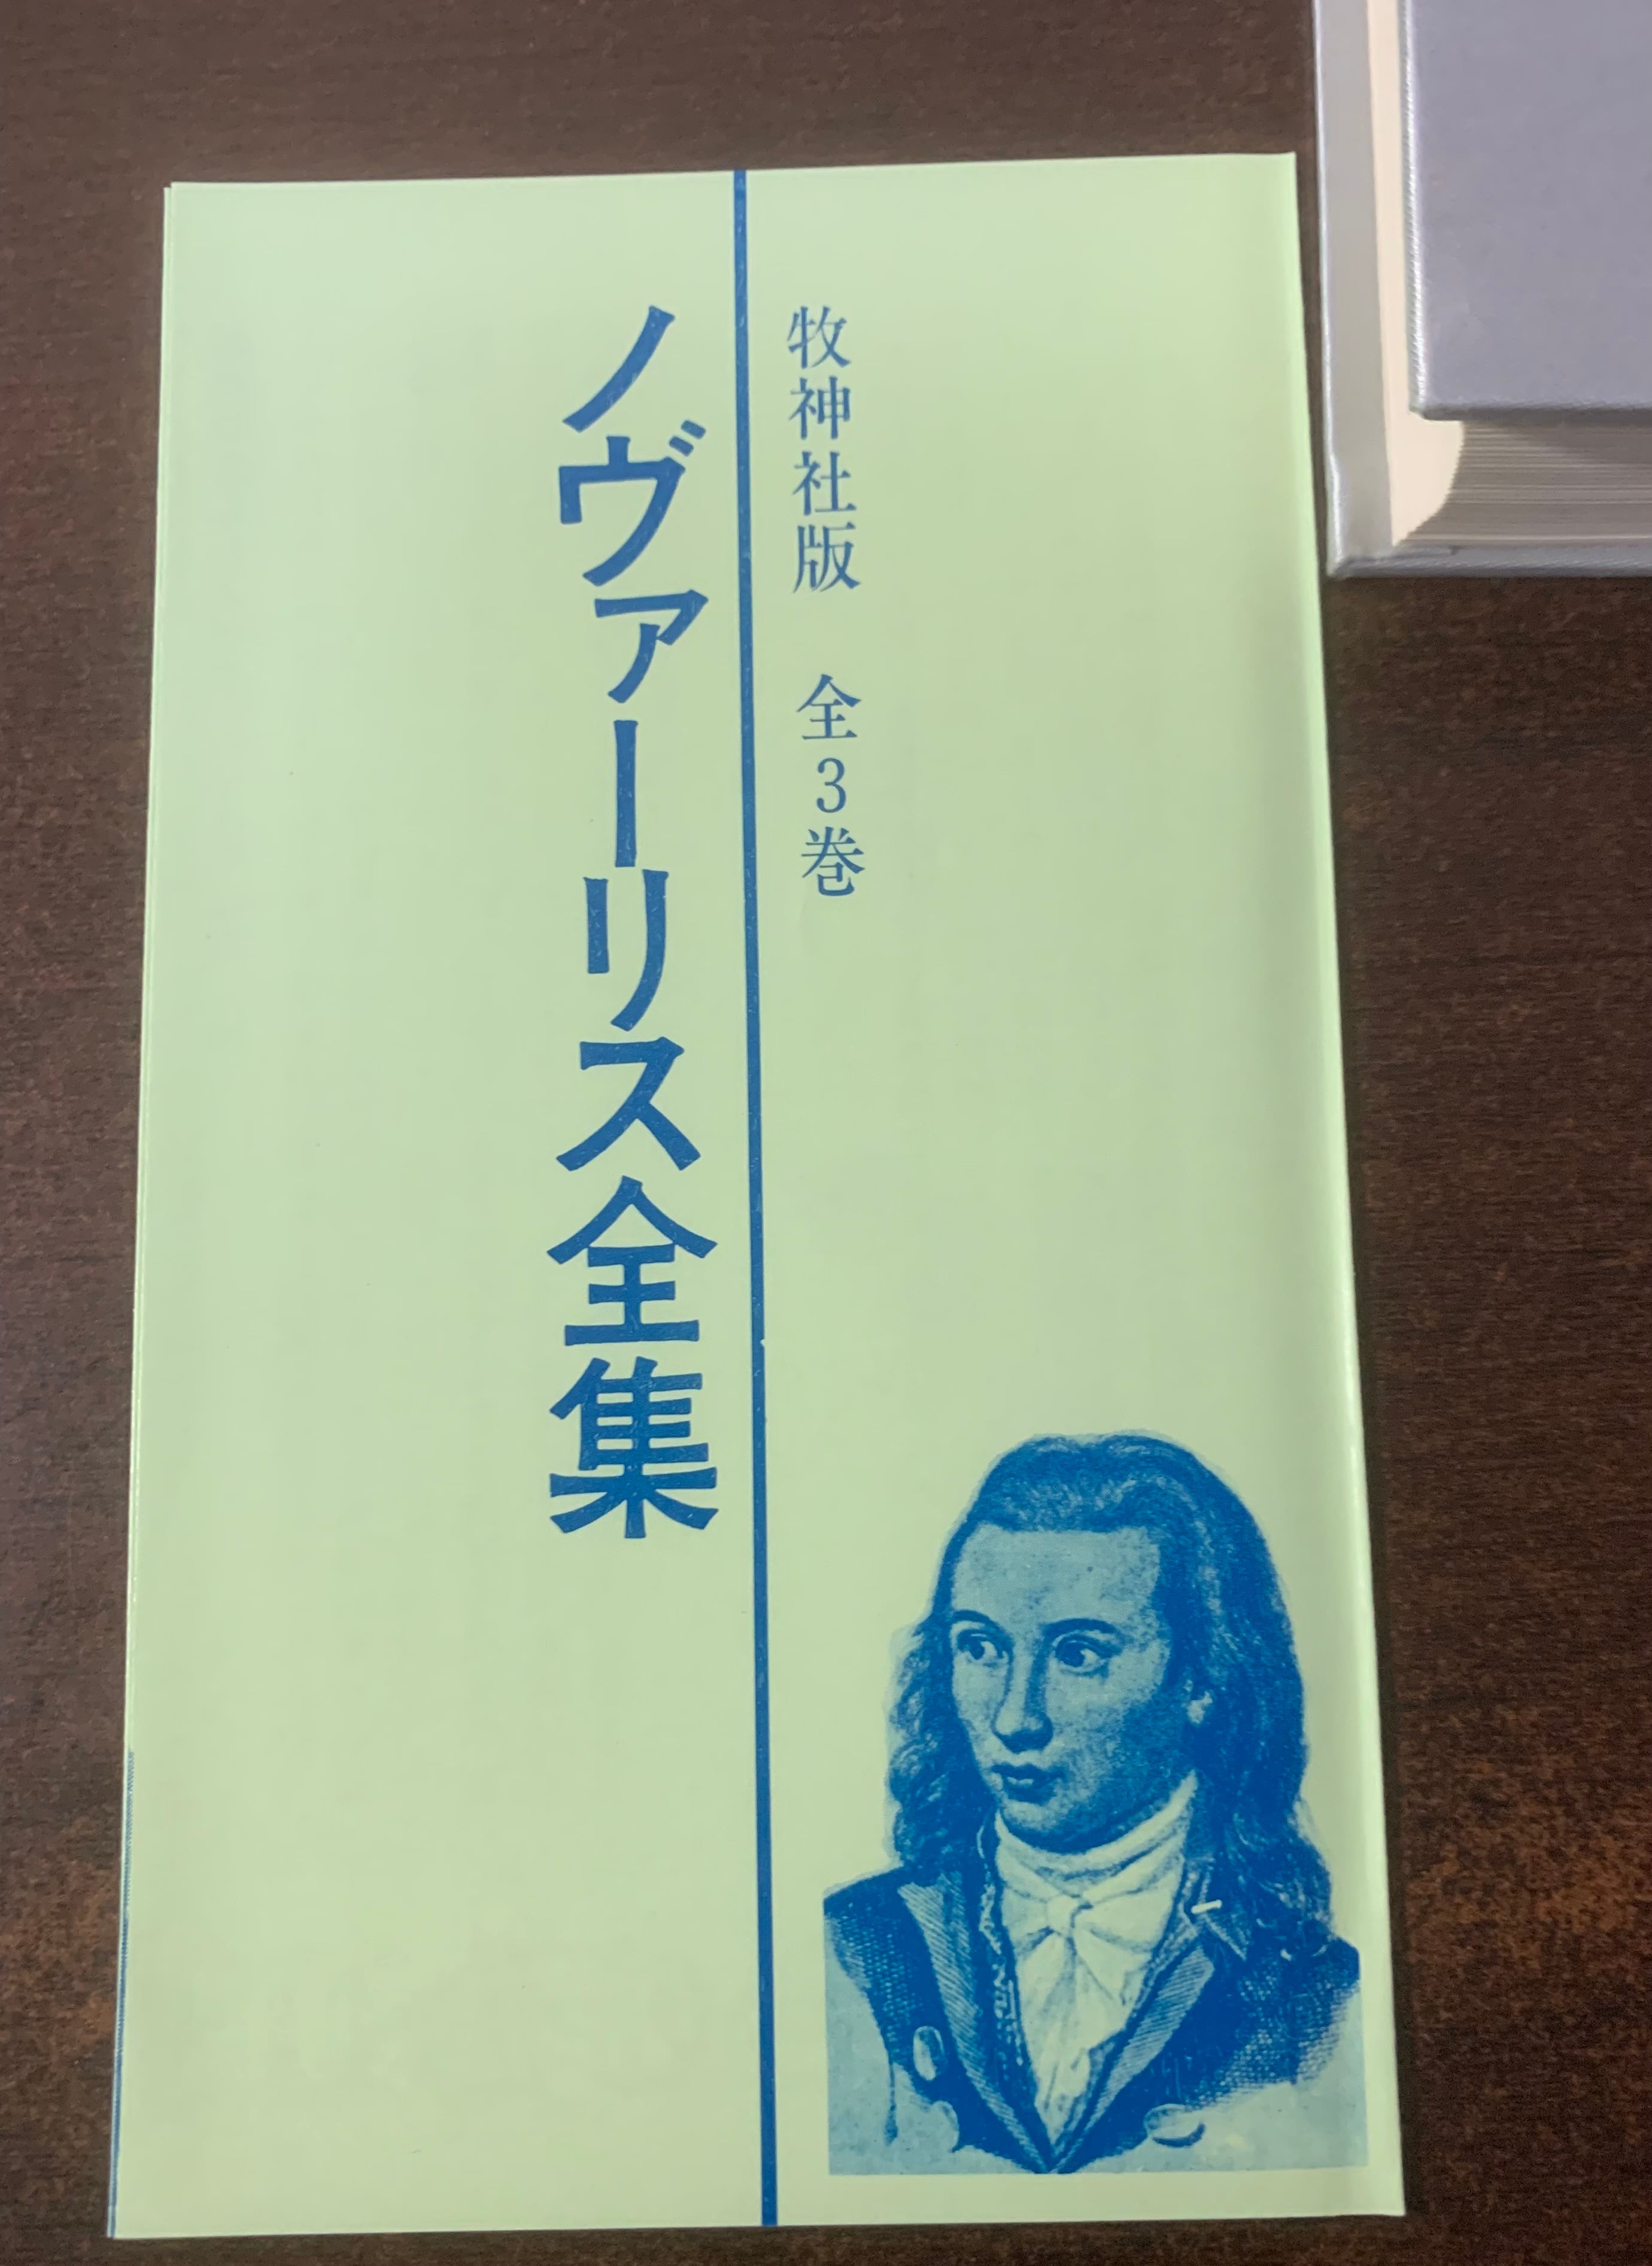 牧神社版　全3巻
ノヴァーリス全集